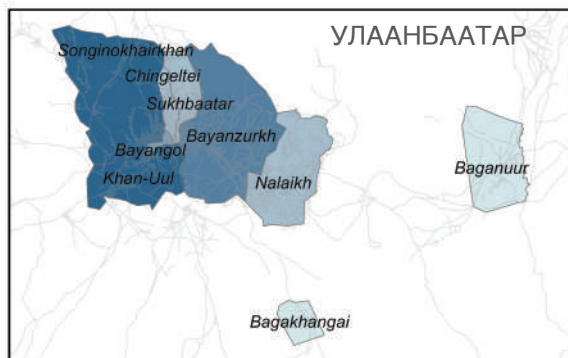 УЛААНБААТАР
Songinokhairkhan
Chingeltei
Sukhbaatar
Bayanzurkh
Bayangol
Khan-Uul
Nalaikh
Baganuur
Bagakhangai